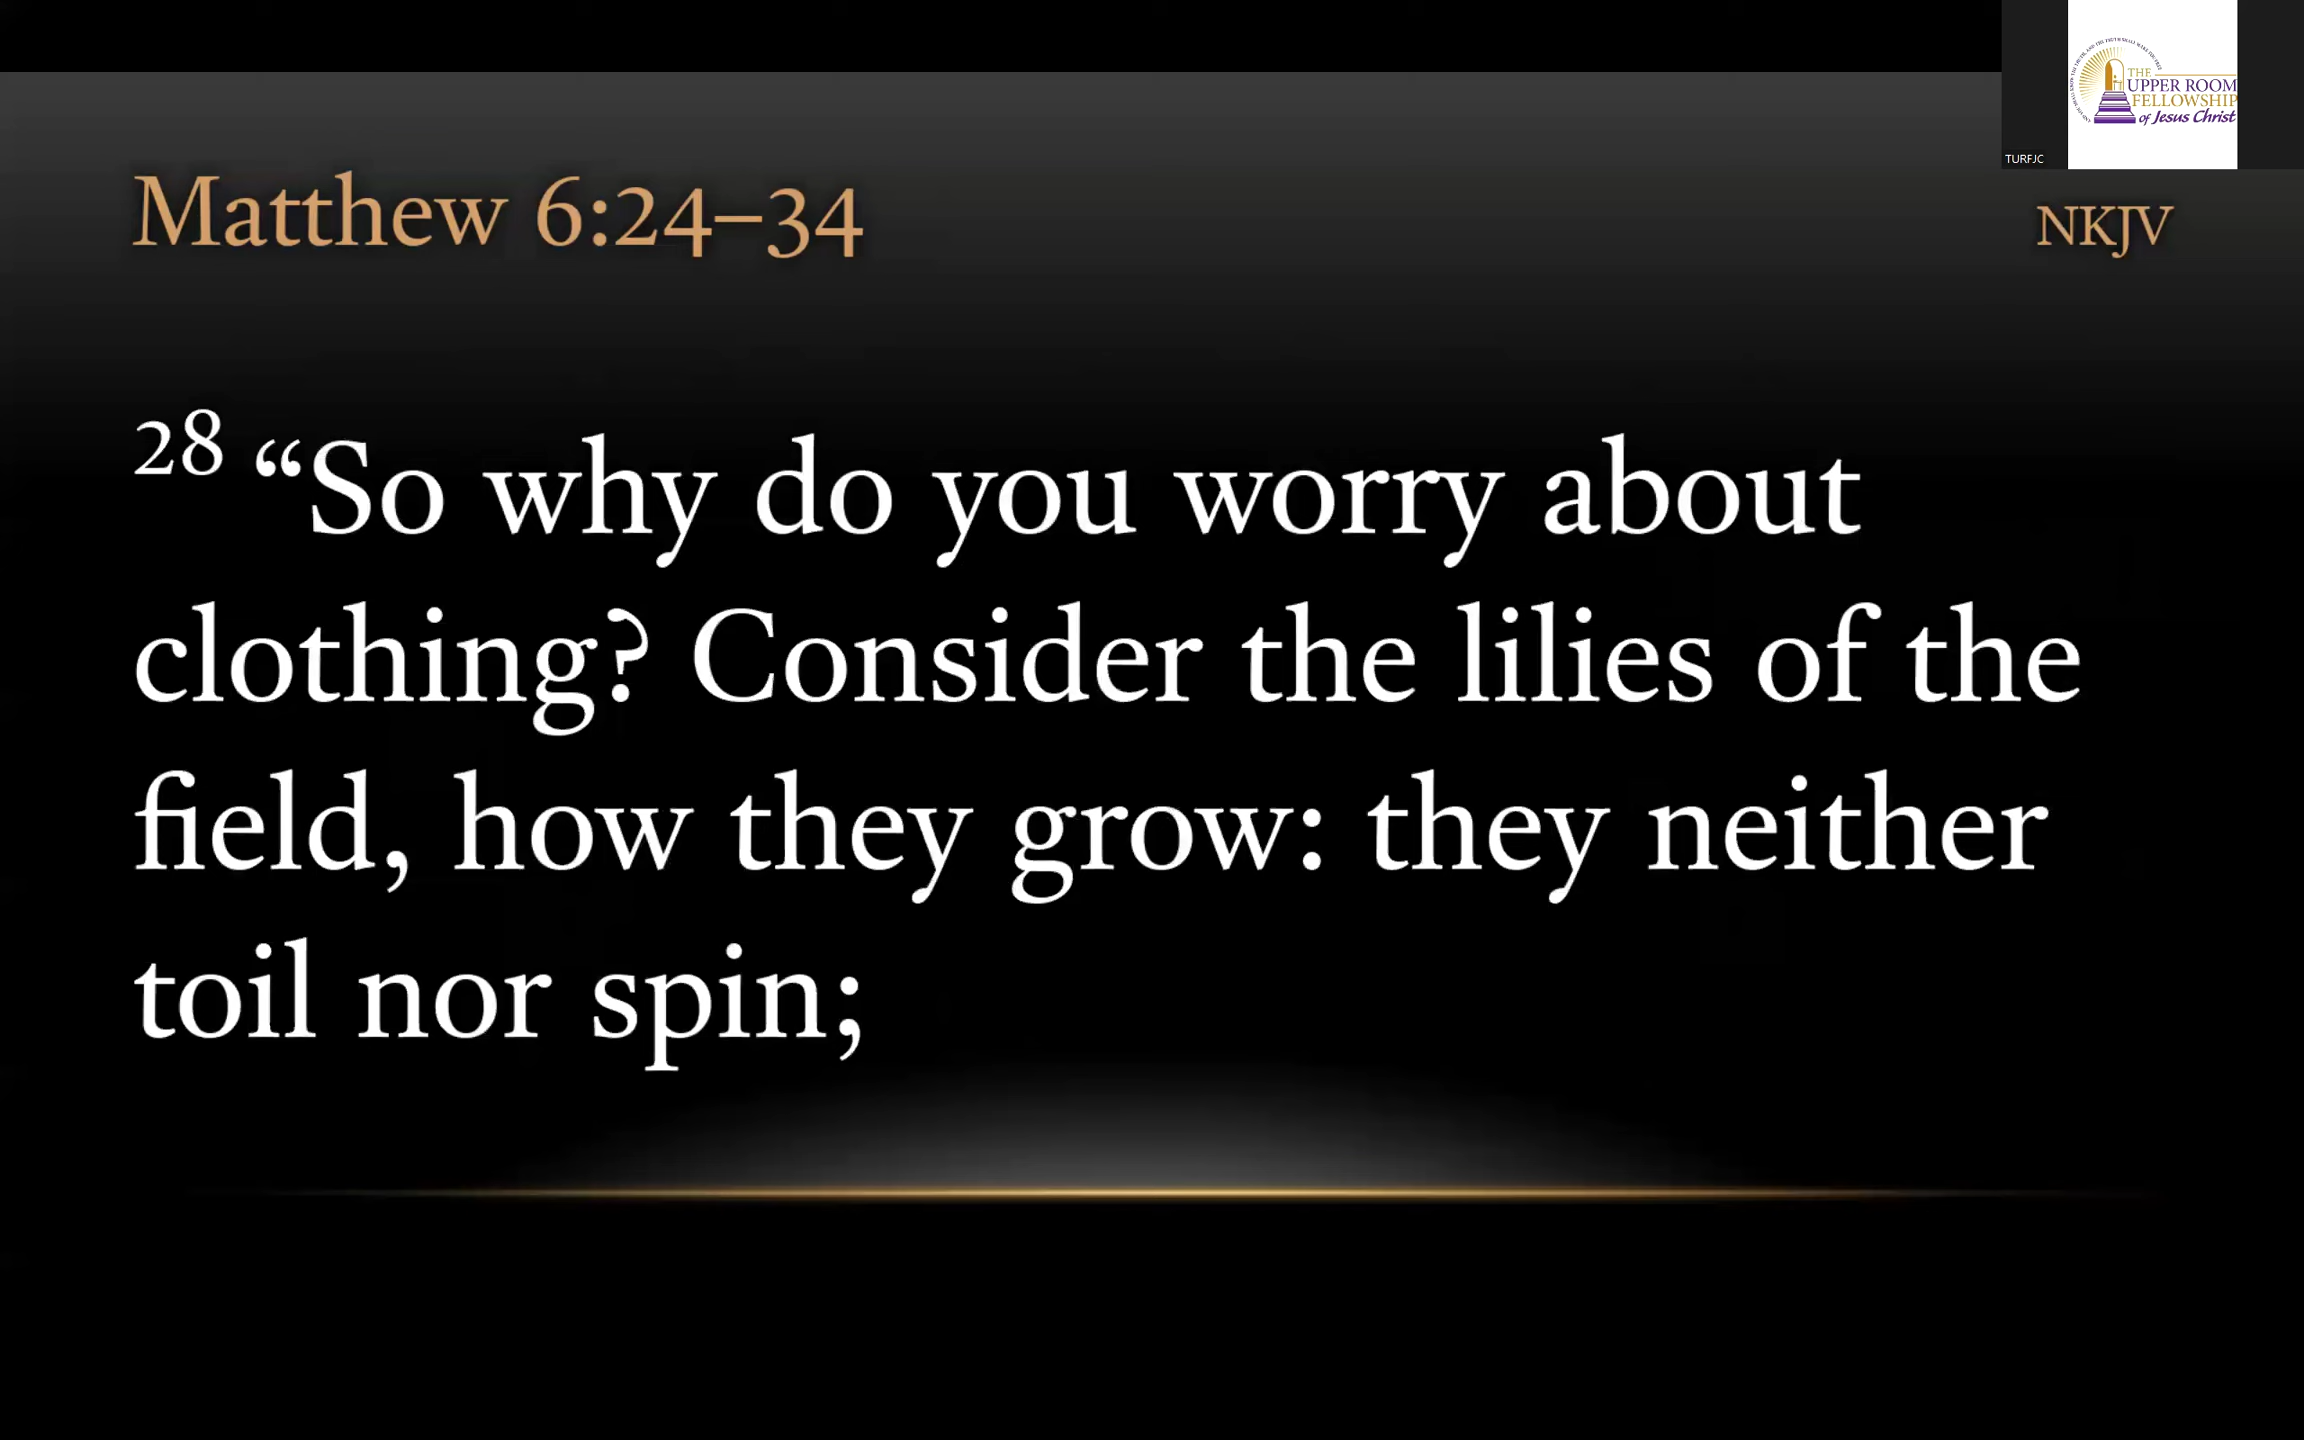 THE
UPPER ROOM
FELLOWSHIP
of Jesus Christ
TURFJC
Matthew 6:24–34
NKJV
28 “So why do you worry about
clothing? Consider the lilies of the
field, how they grow: they neither
toil nor spin;